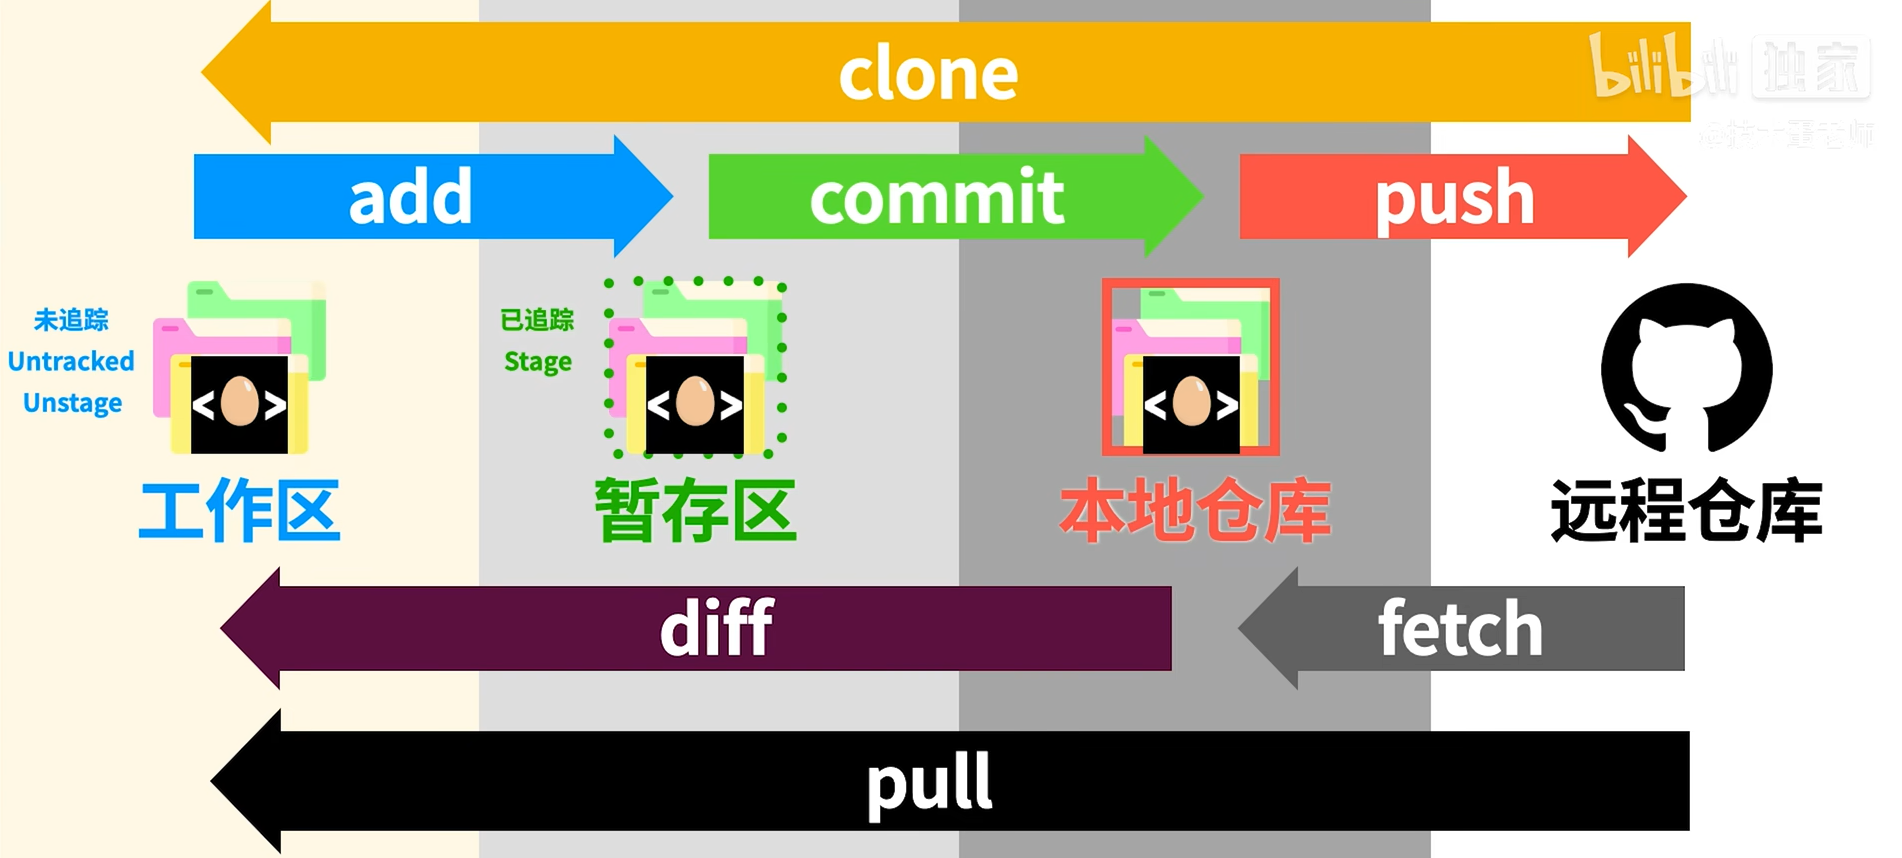 clone
bilibili 独家
add
commit
push
未追踪
Untracked
Unstage
已追踪
Stage
< >
< >
< >
工作区
暂存区
本地仓库
远程仓库
diff
fetch
pull